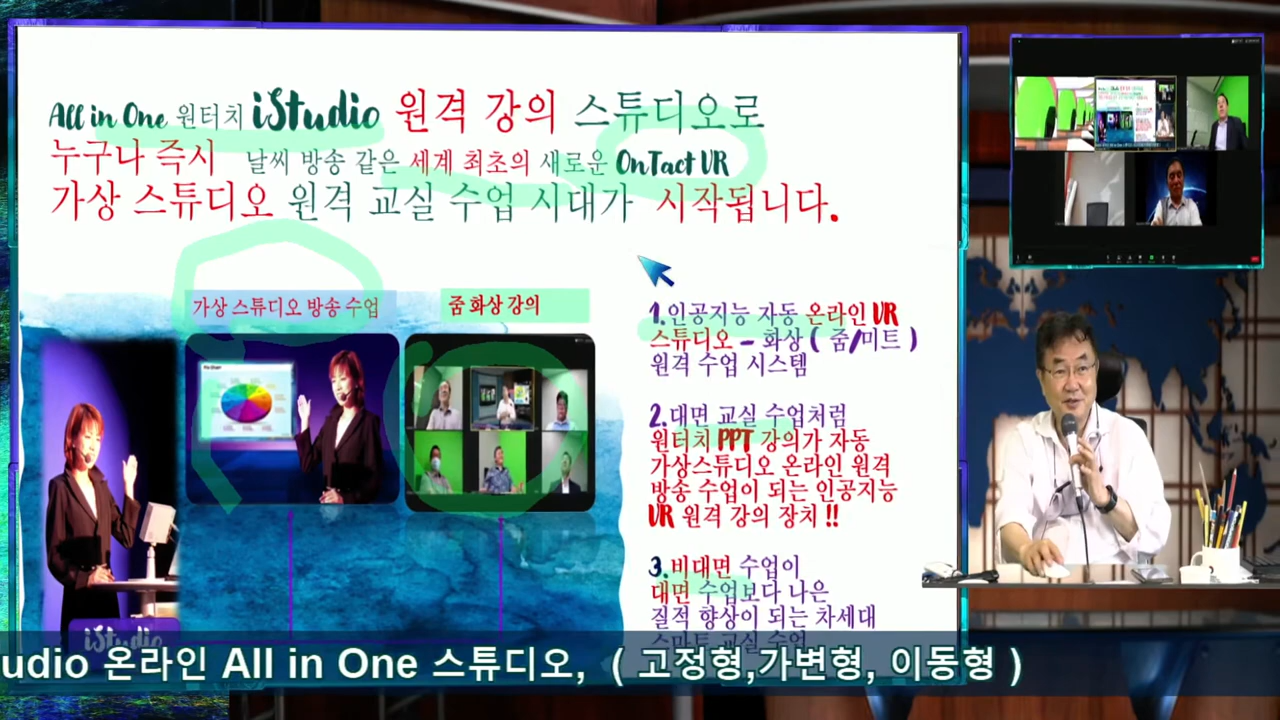 All in One 원터치 iStudio 원격 강의 스튜디오로
누구나 즉시 날씨 방송 같은 세계 최초의 새로운 OnTact VR
가상 스튜디오 원격 교실 수업 시대가 시작됩니다.
가상 스튜디오 방송 수업
줌 화상 강의
iStudio
1.인공지능 자동 온라인 VR
스튜디오 - 화상 ( 줌/미트 )
원격 수업 시스템
2.대면 교실 수업처럼
원터치 PPT 강의가 자동
가상스튜디오 온라인 원격
방송 수업이 되는 인공지능
VR 원격 강의 장치 !!
3.비대면 수업이
대면 수업보다 나은
질적 향상이 되는 차세대
스마트 교실 수업
udio 온라인 All in One 스튜디오, ( 고정형,가변형, 이동형 )